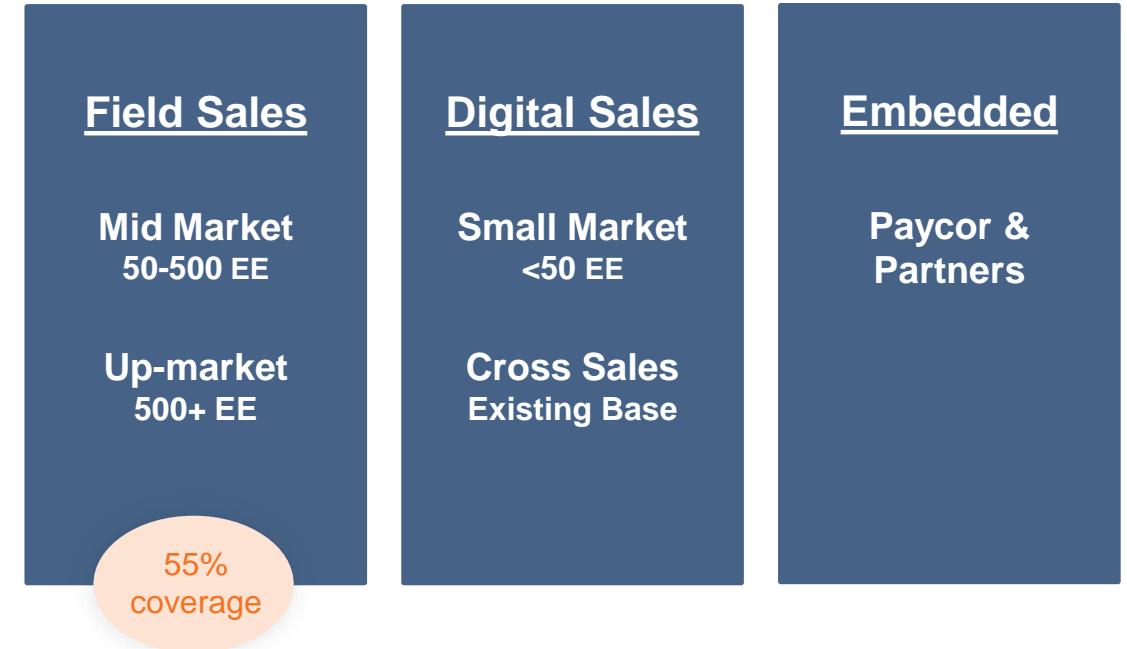 Field Sales
Mid Market
50-500 EE
Up-market
500+ EE
55%
coverage
Digital Sales
Small Market
<50 EE
Cross Sales
Existing Base
Embedded
Paycor &
Partners